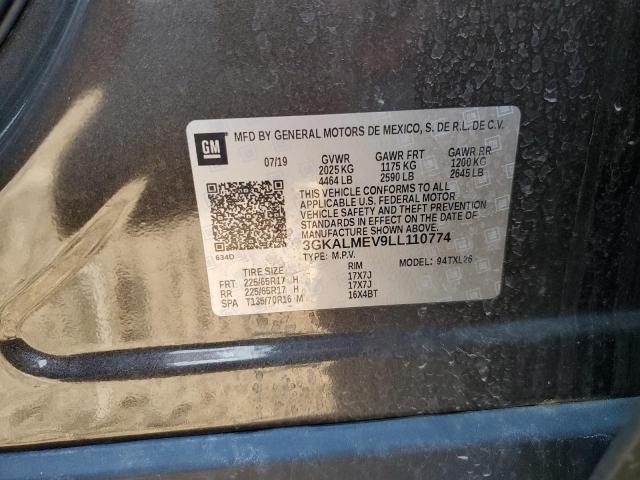 GM
MFD BY GENERAL MOTORS DE MEXICO, S. DE R.L. DE C.V.
07/19 GVWR GAWR FRT GAWR RR
2025 KG 1175 KG 1200 KG
4464 LB 2590 LB 2645 LB
THIS VEHICLE CONFORMS TO ALL
APPLICABLE U.S. FEDERAL MOTOR
VEHICLE SAFETY AND THEFT PREVENTION
STANDARDS IN EFFECT ON THE DATE OF
MANUFACTURE SHOWN ABOVE.
3GKALMEV9LL110774
634D
TYPE: M.P.V. MODEL: 94TXL26
TIRE SIZE RIM
FRT 225/65R17 H 17X7J
RR 225/65R17 H 17X7J
SPA T135/70R16 M 16X4BT